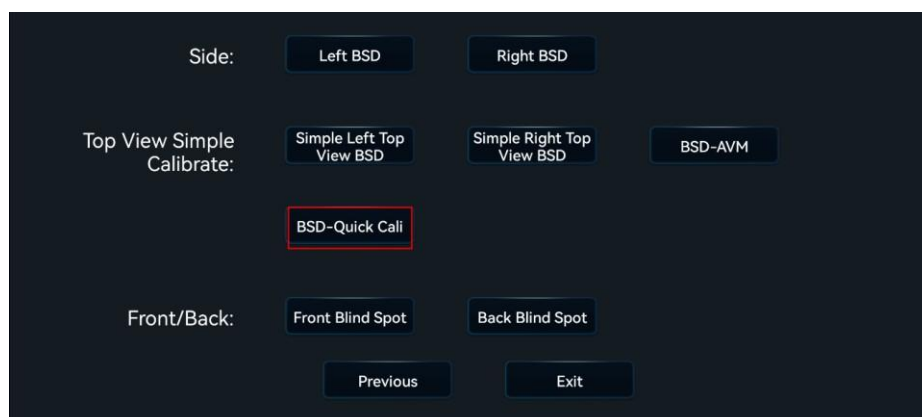 Side:
Left BSD
Right BSD
Top View Simple
Calibrate:
Simple Left Top
View BSD
Simple Right Top
View BSD
BSD-AVM
BSD-Quick Cali
Front/Back:
Front Blind Spot
Back Blind Spot
Previous
Exit